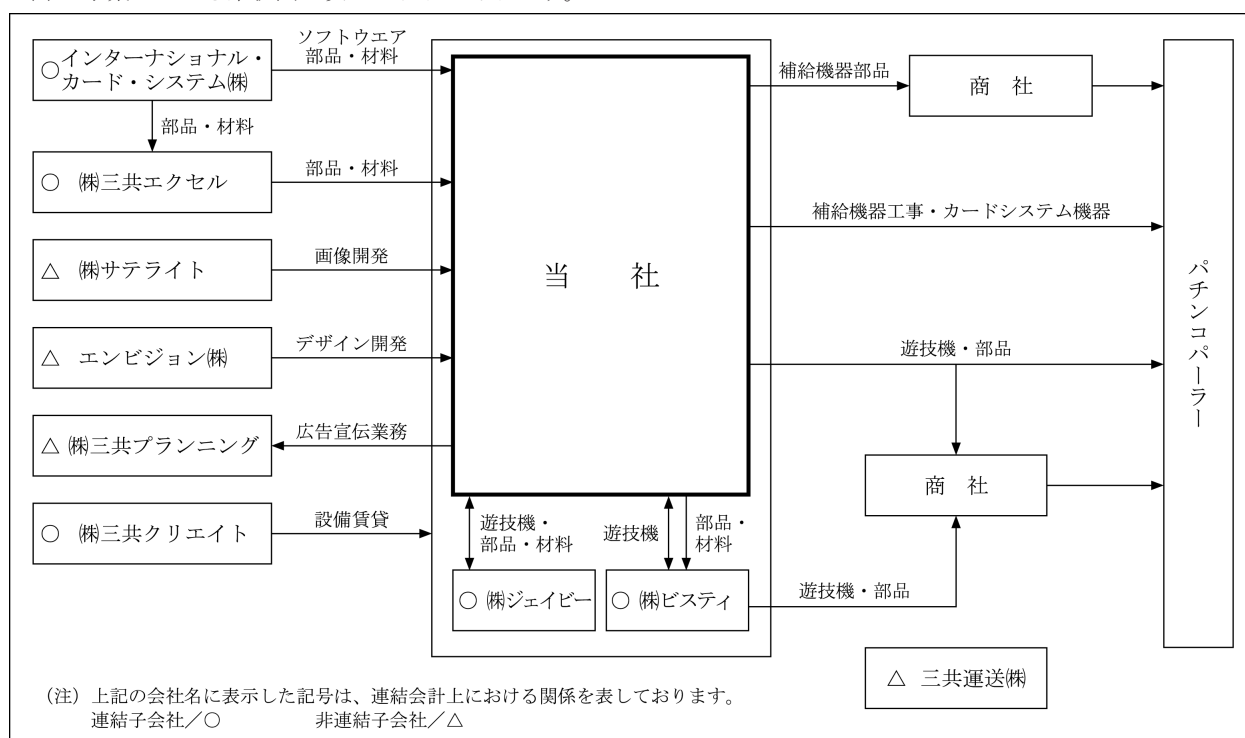 インターナショナル・
○カード・システム㈱
ソフトウエア
部品・材料
部品・材料
○ ㈱三共エクセル
部品・材料
△ ㈱サテライト
画像開発
△ エンビジョン㈱
デザイン開発
△ ㈱三共プランニング
広告宣伝業務
○ ㈱三共クリエイト
設備賃貸
当 社
遊技機・
部品・材料
遊技機
部品・
材料
○ ㈱ジェイビー
○ ㈱ビスティ
補給機器部品
商 社
補給機器工事・カードシステム機器
遊技機・部品
商 社
遊技機・部品
パチンコパーラー
△ 三共運送㈱
（注）上記の会社名に表示した記号は、連結会計上における関係を表しております。
連結子会社／○ 非連結子会社／△